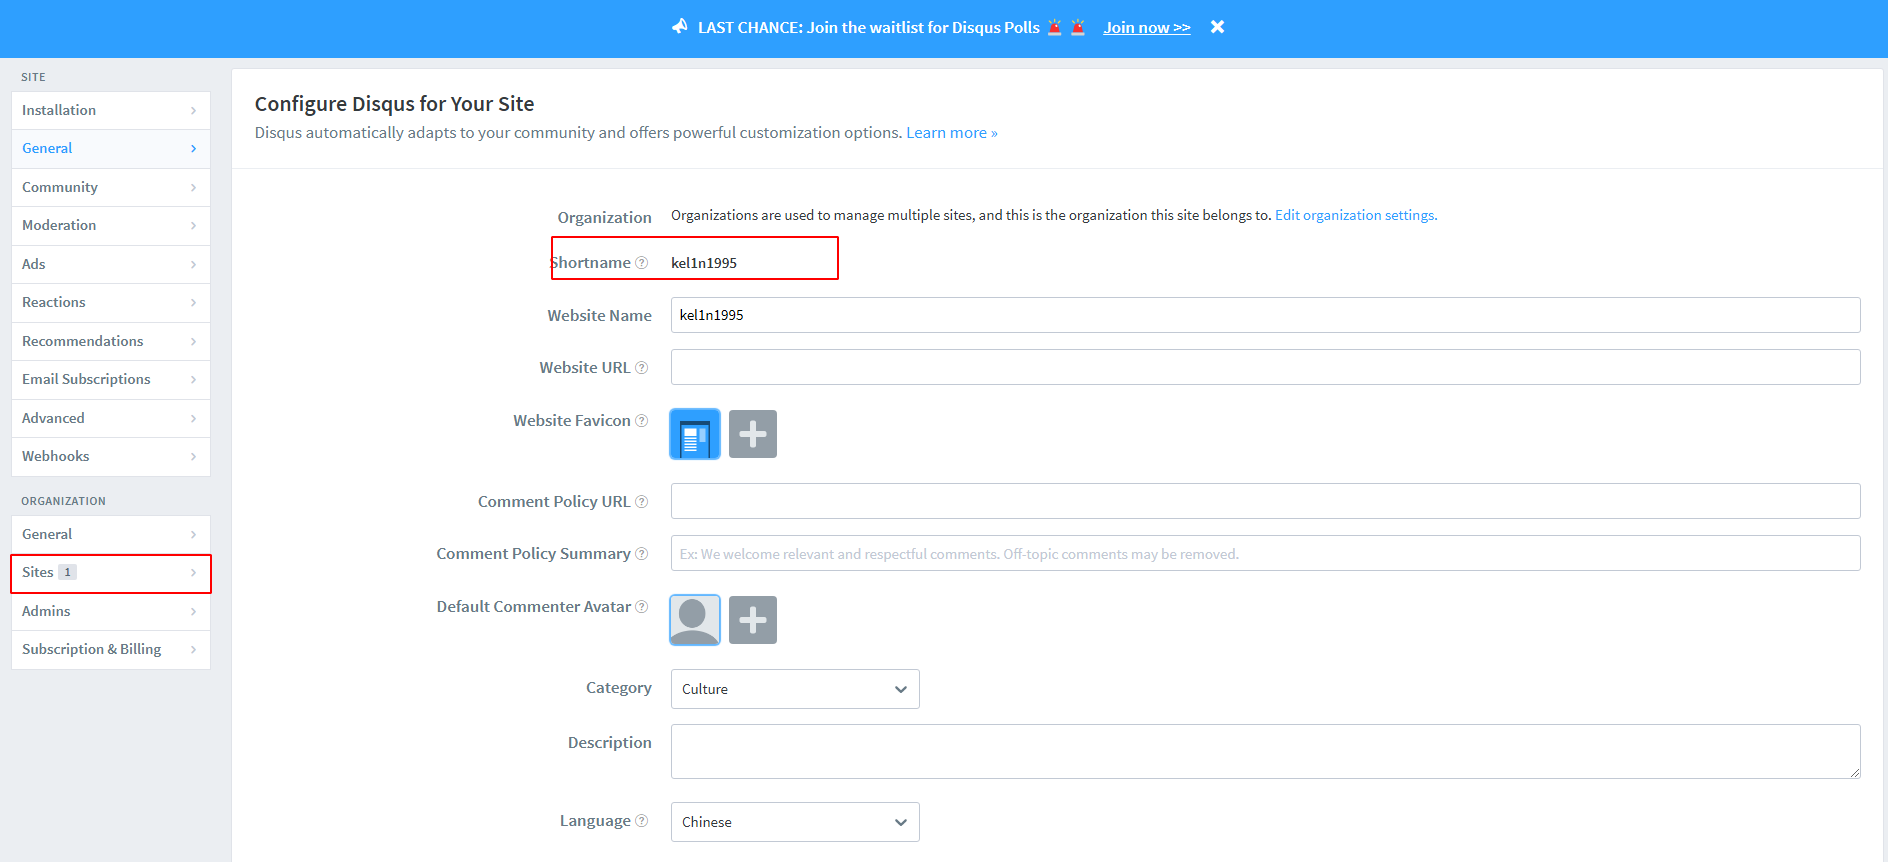 LAST CHANCE: Join the waitlist for Disqus Polls 🚨 🚨 Join now >>
SITE
Installation
General
Community
Moderation
Ads
Reactions
Recommendations
Email Subscriptions
Advanced
Webhooks
ORGANIZATION
General
Sites 1
Admins
Subscription & Billing
Configure Disqus for Your Site
Disqus automatically adapts to your community and offers powerful customization options. Learn more »
Organization Organizations are used to manage multiple sites, and this is the organization this site belongs to. Edit organization settings.
Shortname ? kel1n1995
Website Name kel1n1995
Website URL ?
Website Favicon ?
Comment Policy URL ?
Comment Policy Summary ? Ex: We welcome relevant and respectful comments. Off-topic comments may be removed.
Default Commenter Avatar ?
Category Culture
Description
Language ? Chinese